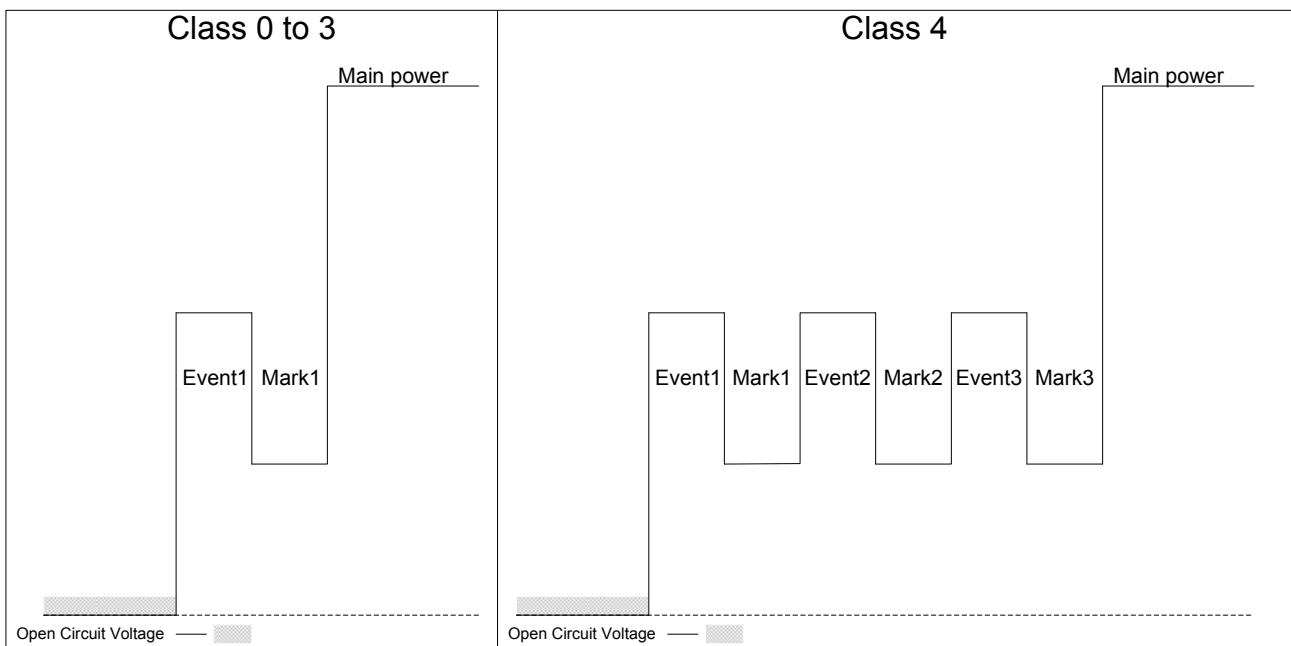 Class 0 to 3
Main power
Event1 Mark1
Open Circuit Voltage
Class 4
Main power
Event1 Mark1 Event2 Mark2 Event3 Mark3
Open Circuit Voltage